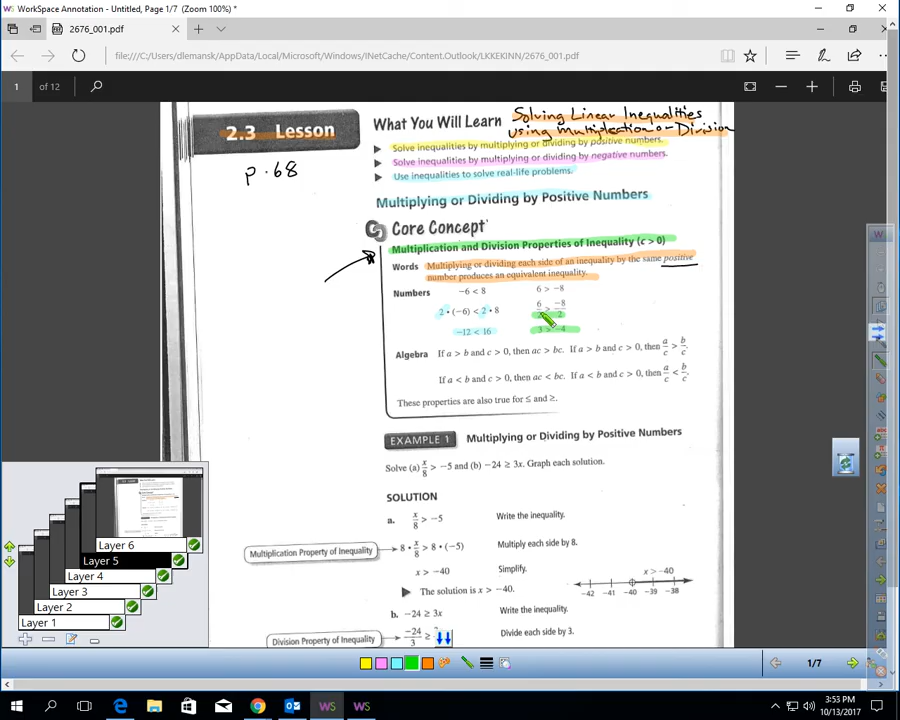 WorkSpace Annotation - Untitled, Page 1/7 (Zoom 100%) *
2676_001.pdf
file:///C:/Users/dlemansk/AppData/Local/Microsoft/Windows/INetCache/Content.Outlook/LKKEKINN/2676_001.pdf
1 of 12
2.3 Lesson
p.68
What You Will Learn Solving Linear Inequalities
using multiplication or Division
Solve inequalities by multiplying or dividing by positive numbers.
Solve inequalities by multiplying or dividing by negative numbers.
Use inequalities to solve real-life problems.
Multiplying or Dividing by Positive Numbers
Core Concept
Multiplication and Division Properties of Inequality (c > 0)
Words Multiplying or dividing each side of an inequality by the same positive
number produces an equivalent inequality.
Numbers −6 < 8 6 > −8
2 • (−6) < 2 • 8 6/2 > −8/2
−12 < 16 3 > −4
Algebra If a > b and c > 0, then ac > bc. If a > b and c > 0, then a/c > b/c.
If a < b and c > 0, then ac < bc. If a < b and c > 0, then a/c < b/c.
These properties are also true for ≤ and ≥.
EXAMPLE 1 Multiplying or Dividing by Positive Numbers
Solve (a) x/8 > −5 and (b) −24 ≥ 3x. Graph each solution.
SOLUTION
a. x/8 > −5 Write the inequality.
Multiplication Property of Inequality 8 • x/8 > 8 • (−5) Multiply each side by 8.
x > −40 Simplify.
The solution is x > −40.
x > −40
−42 −41 −40 −39 −38
b. −24 ≥ 3x Write the inequality.
Division Property of Inequality −24/3 ≥ Divide each side by 3.
Layer 6
Layer 5
Layer 4
Layer 3
Layer 2
Layer 1
1/7
3:53 PM
10/13/2017